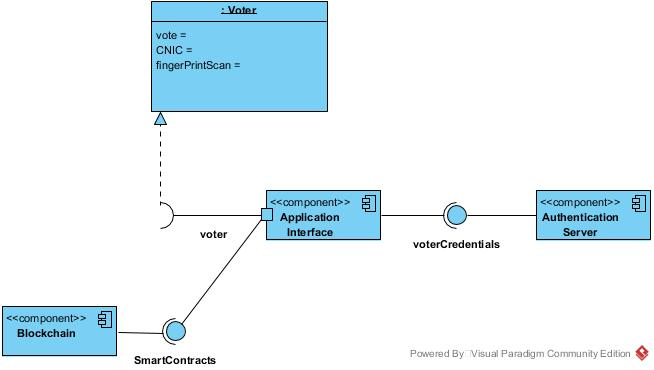 : Voter
vote =
CNIC =
fingerPrintScan =
<<component>>
Application
Interface
<<component>>
Authentication
Server
voter
voterCredentials
<<component>>
Blockchain
SmartContracts
Powered By Visual Paradigm Community Edition